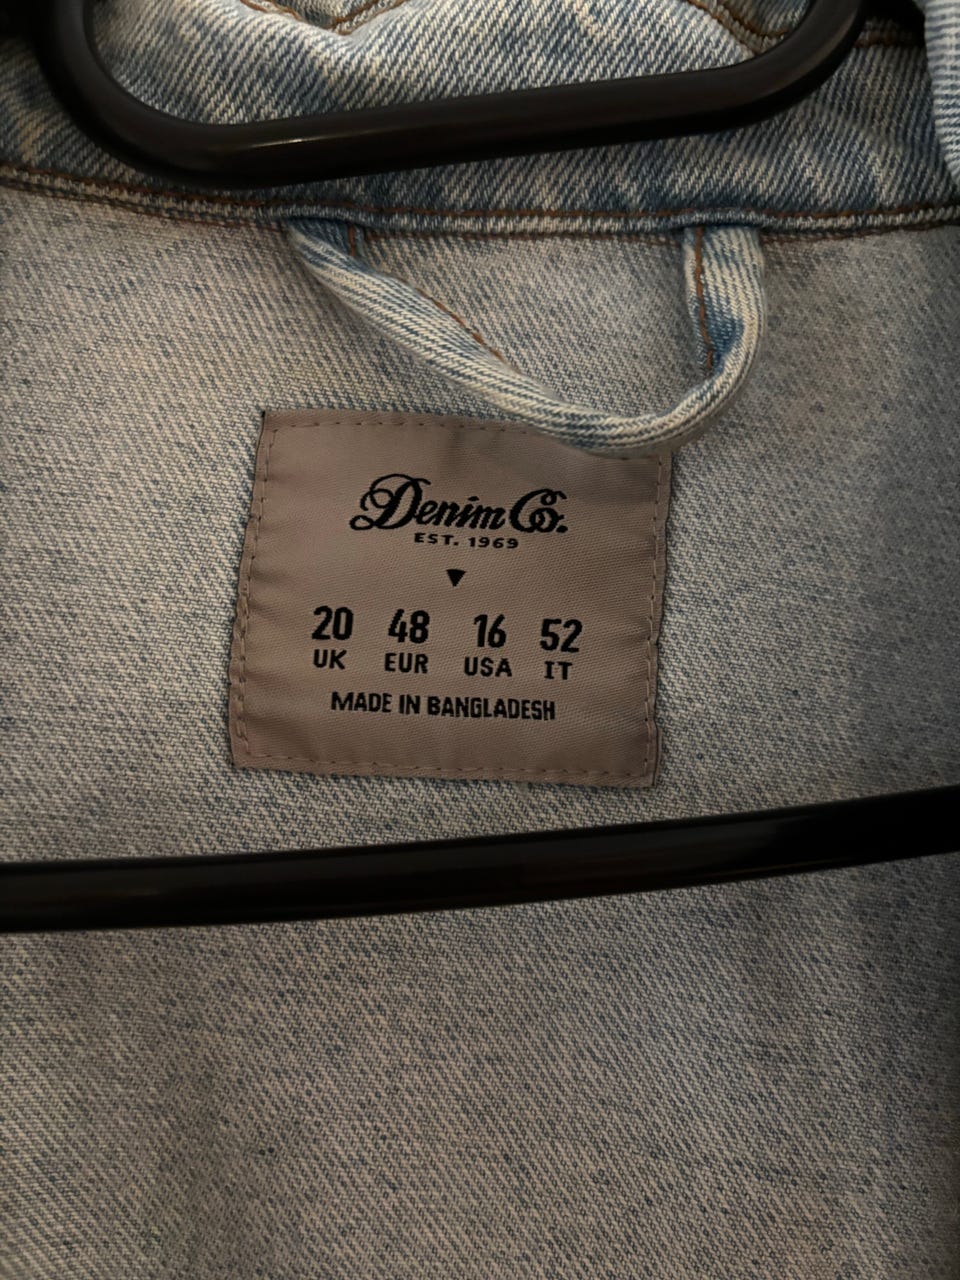 Denim Co.
EST. 1969
20 48 16 52
UK EUR USA IT
MADE IN BANGLADESH